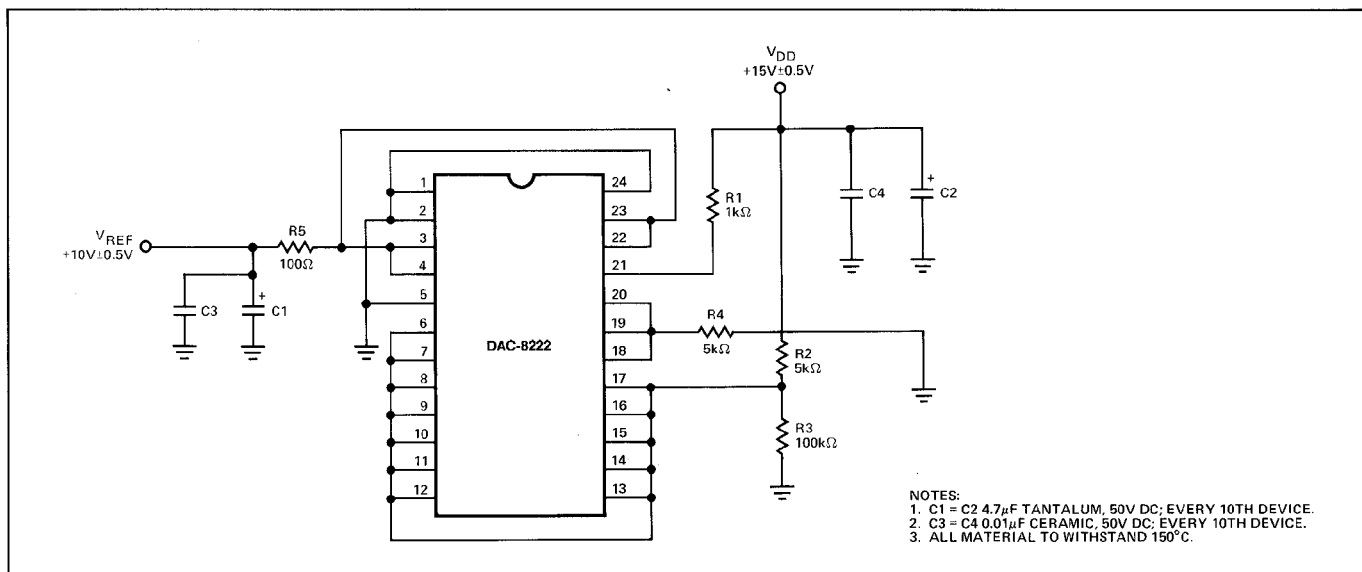 V_DD
+15V±0.5V
V_REF
+10V±0.5V
R5
100Ω
C3
C1
1
2
3
4
5
6
7
8
9
10
11
12
DAC-8222
24
23
22
21
20
19
18
17
16
15
14
13
R1
1kΩ
C4
+
C2
+
R4
5kΩ
R2
5kΩ
R3
100kΩ
NOTES:
1. C1 = C2 4.7μF TANTALUM, 50V DC; EVERY 10TH DEVICE.
2. C3 = C4 0.01μF CERAMIC, 50V DC; EVERY 10TH DEVICE.
3. ALL MATERIAL TO WITHSTAND 150°C.